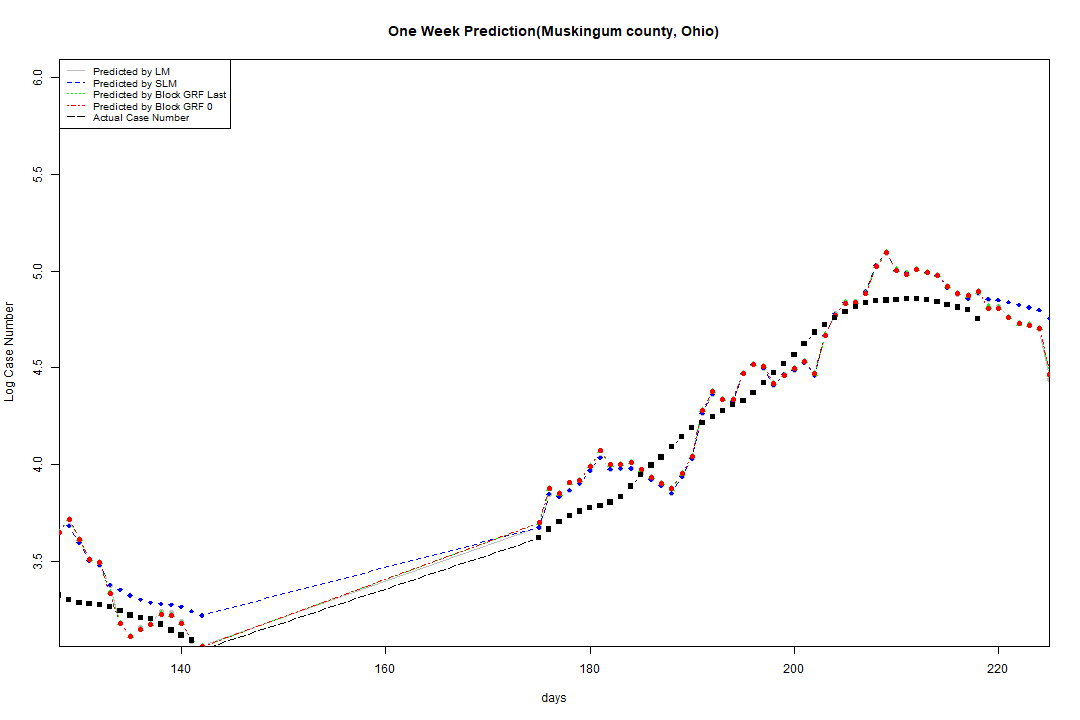 One Week Prediction(Muskingum county, Ohio)
Predicted by LM
Predicted by SLM
Predicted by Block GRF Last
Predicted by Block GRF 0
Actual Case Number
6.0
5.5
5.0
4.5
4.0
3.5
Log Case Number
140
160
180
200
220
days